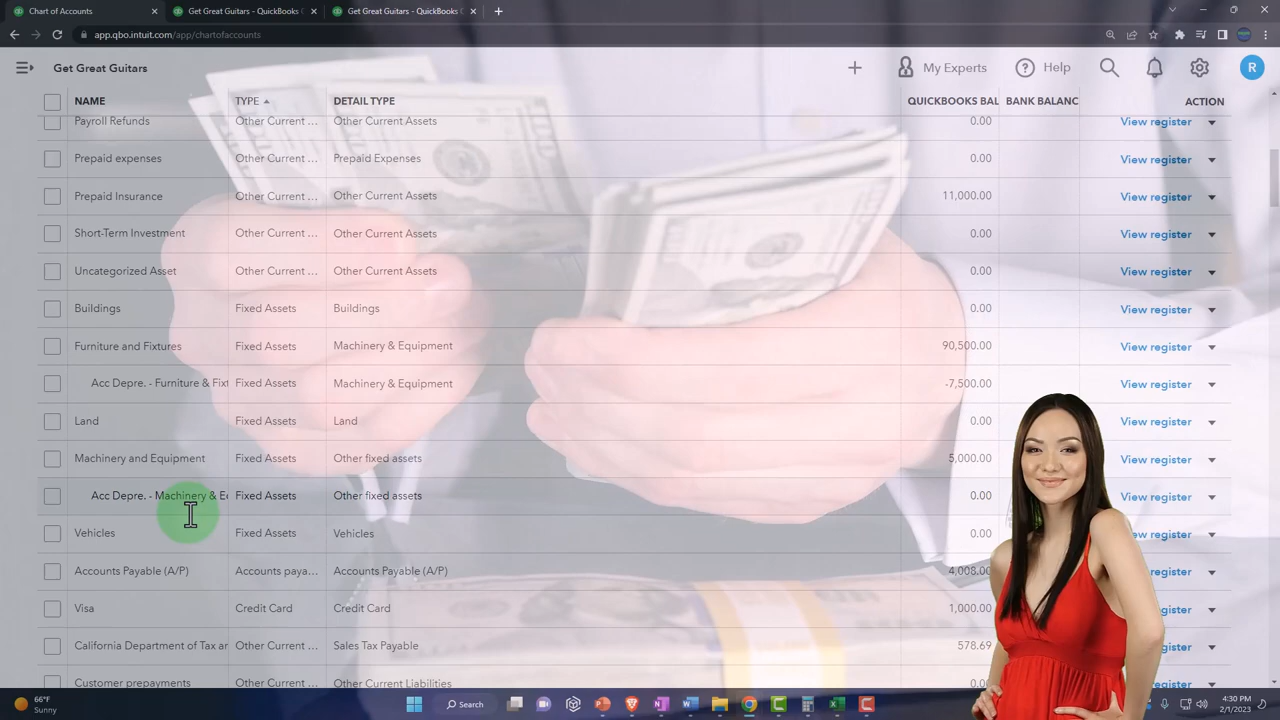 Chart of Accounts
Get Great Guitars - QuickBooks
Get Great Guitars - QuickBooks
app.qbo.intuit.com/app/chartofaccounts
Get Great Guitars
My Experts
Help
R
NAME TYPE DETAIL TYPE QUICKBOOKS BAL BANK BALANC ACTION
Payroll Refunds Other Current ... Other Current Assets 0.00 View register
Prepaid expenses Other Current ... Prepaid Expenses 0.00 View register
Prepaid Insurance Other Current ... Other Current Assets 11,000.00 View register
Short-Term Investment Other Current ... Other Current Assets 0.00 View register
Uncategorized Asset Other Current ... Other Current Assets 0.00 View register
Buildings Fixed Assets Buildings 0.00 View register
Furniture and Fixtures Fixed Assets Machinery & Equipment 90,500.00 View register
Acc Depre. - Furniture & Fixt Fixed Assets Machinery & Equipment -7,500.00 View register
Land Fixed Assets Land 0.00 View register
Machinery and Equipment Fixed Assets Other fixed assets 5,000.00 View register
Acc Depre. - Machinery & Ec Fixed Assets Other fixed assets 0.00 View register
Vehicles Fixed Assets Vehicles 0.00 register
Accounts Payable (A/P) Accounts paya... Accounts Payable (A/P) 4,008.00 register
Visa Credit Card Credit Card 1,000.00 register
California Department of Tax ar Other Current ... Sales Tax Payable 578.69 register
Customer prepayments Other Current ... Other Current Liabilities 0.00
66°F
Sunny
Search
4:30 PM
2/1/2023